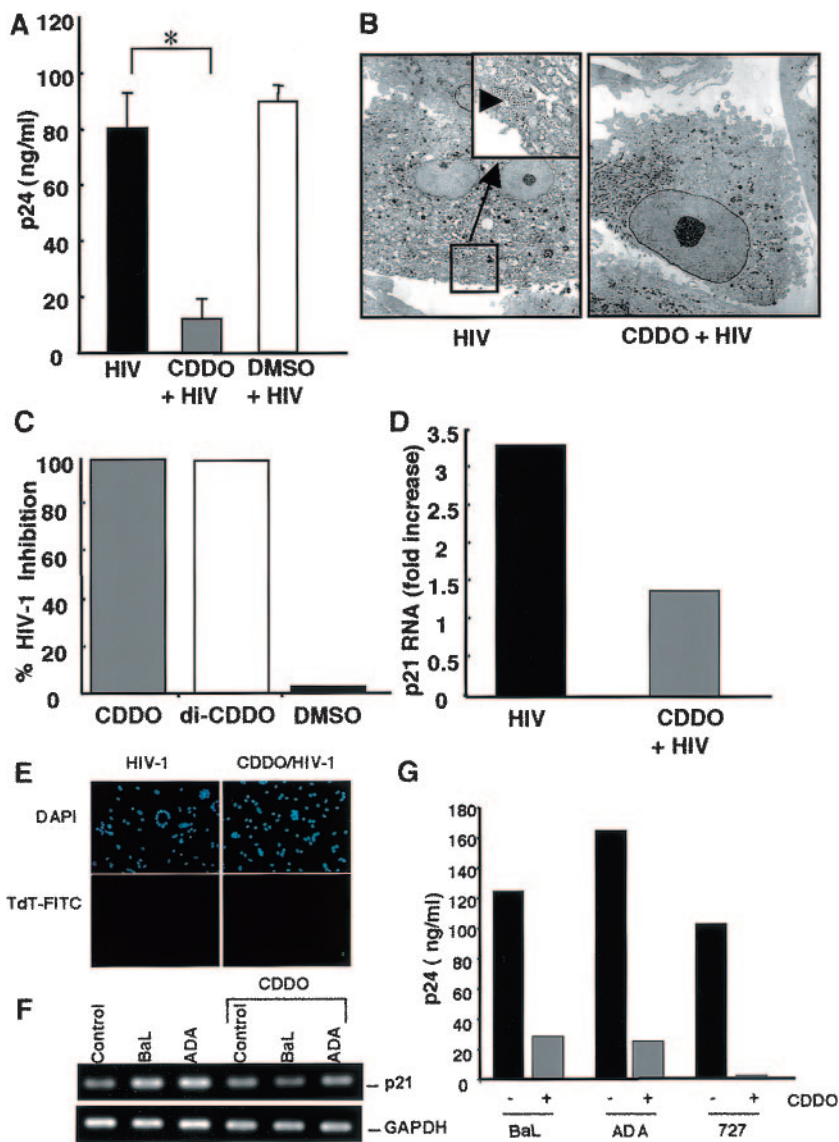 A
*
120
100
80
60
40
20
0
p24 (ng/ml)
HIV
CDDO
+ HIV
DMSO
+ HIV
B
HIV
CDDO + HIV
C
100
80
60
40
20
0
% HIV-1 Inhibition
CDDO
di-CDDO
DMSO
D
3.5
3
2.5
2
1.5
1
0.5
0
p21 RNA (fold increase)
HIV
CDDO
+ HIV
E
HIV-1
CDDO/HIV-1
DAPI
TdT-FITC
F
CDDO
Control
BaL
ADA
Control
BaL
ADA
p21
GAPDH
G
180
160
140
120
100
80
60
40
20
0
p24 ( ng/ml)
- + - + - + CDDO
BaL ADA 727